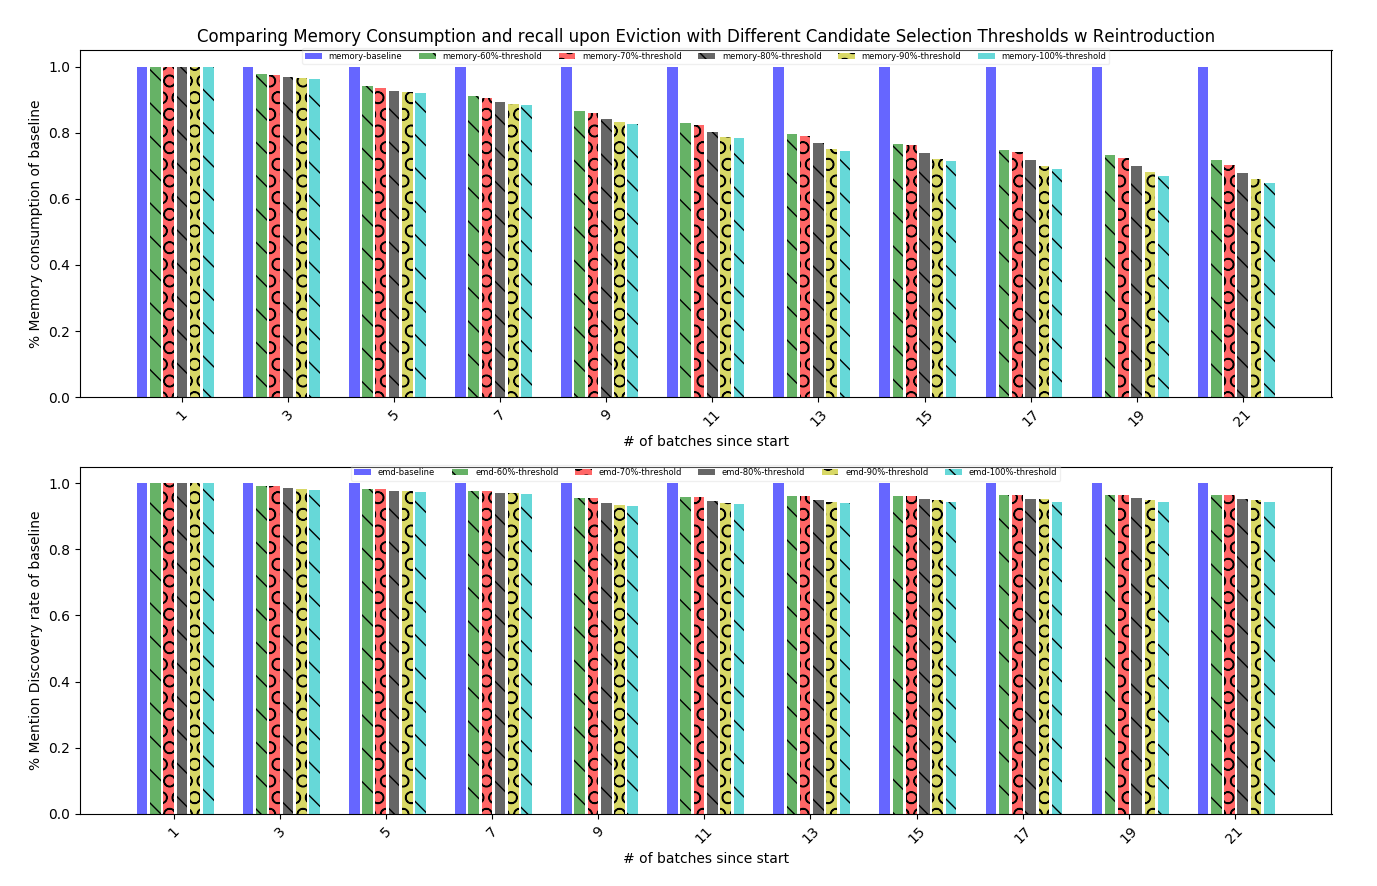 Comparing Memory Consumption and recall upon Eviction with Different Candidate Selection Thresholds w Reintroduction
memory-baseline memory-60%-threshold memory-70%-threshold memory-80%-threshold memory-90%-threshold memory-100%-threshold
% Memory consumption of baseline
1.0
0.8
0.6
0.4
0.2
0.0
1 3 5 7 9 11 13 15 17 19 21
# of batches since start
emd-baseline emd-60%-threshold emd-70%-threshold emd-80%-threshold emd-90%-threshold emd-100%-threshold
% Mention Discovery rate of baseline
1.0
0.8
0.6
0.4
0.2
0.0
1 3 5 7 9 11 13 15 17 19 21
# of batches since start